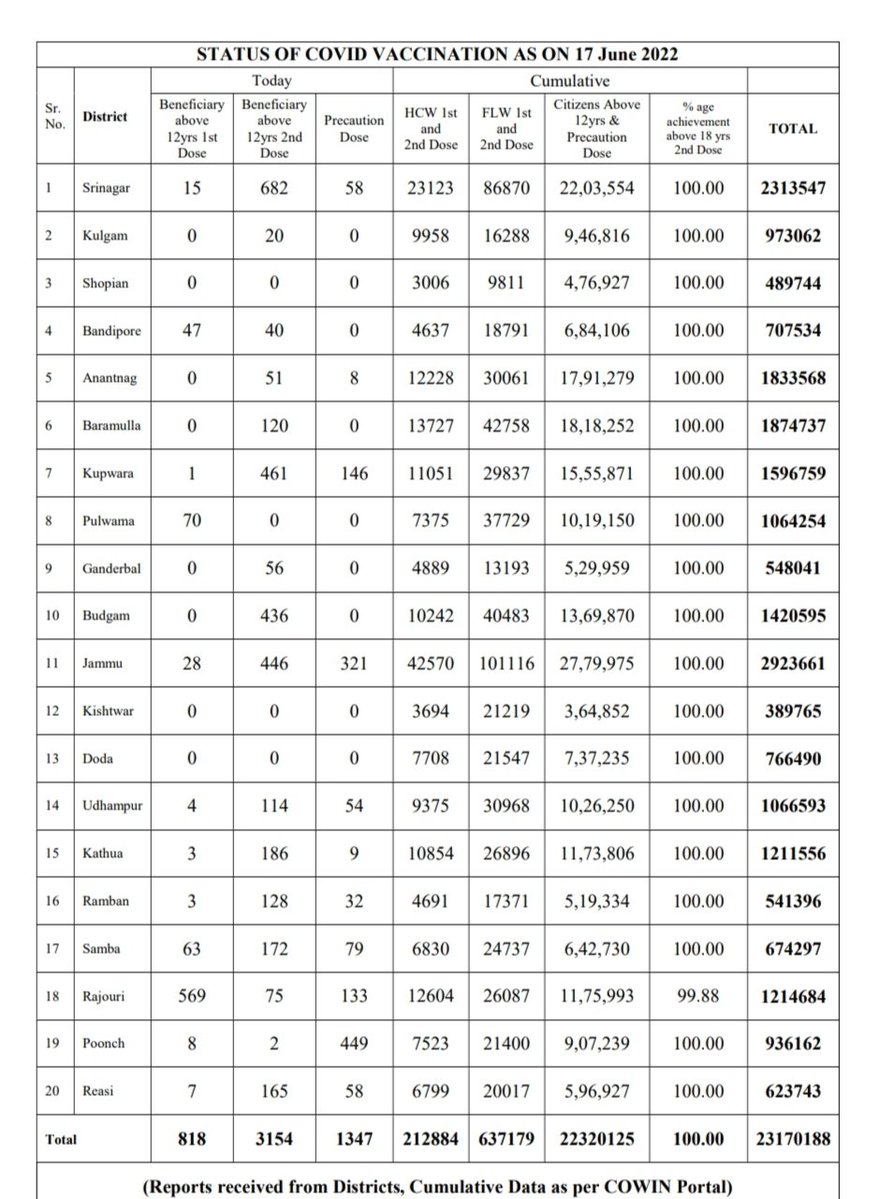 STATUS OF COVID VACCINATION AS ON 17 June 2022
Today Cumulative
Sr. No. District Beneficiary above 12yrs 1st Dose Beneficiary above 12yrs 2nd Dose Precaution Dose HCW 1st and 2nd Dose FLW 1st and 2nd Dose Citizens Above 12yrs & Precaution Dose % age achievement above 18 yrs 2nd Dose TOTAL
1 Srinagar 15 682 58 23123 86870 22,03,554 100.00 2313547
2 Kulgam 0 20 0 9958 16288 9,46,816 100.00 973062
3 Shopian 0 0 0 3006 9811 4,76,927 100.00 489744
4 Bandipore 47 40 0 4637 18791 6,84,106 100.00 707534
5 Anantnag 0 51 8 12228 30061 17,91,279 100.00 1833568
6 Baramulla 0 120 0 13727 42758 18,18,252 100.00 1874737
7 Kupwara 1 461 146 11051 29837 15,55,871 100.00 1596759
8 Pulwama 70 0 0 7375 37729 10,19,150 100.00 1064254
9 Ganderbal 0 56 0 4889 13193 5,29,959 100.00 548041
10 Budgam 0 436 0 10242 40483 13,69,870 100.00 1420595
11 Jammu 28 446 321 42570 101116 27,79,975 100.00 2923661
12 Kishtwar 0 0 0 3694 21219 3,64,852 100.00 389765
13 Doda 0 0 0 7708 21547 7,37,235 100.00 766490
14 Udhampur 4 114 54 9375 30968 10,26,250 100.00 1066593
15 Kathua 3 186 9 10854 26896 11,73,806 100.00 1211556
16 Ramban 3 128 32 4691 17371 5,19,334 100.00 541396
17 Samba 63 172 79 6830 24737 6,42,730 100.00 674297
18 Rajouri 569 75 133 12604 26087 11,75,993 99.88 1214684
19 Poonch 8 2 449 7523 21400 9,07,239 100.00 936162
20 Reasi 7 165 58 6799 20017 5,96,927 100.00 623743
Total 818 3154 1347 212884 637179 22320125 100.00 23170188
(Reports received from Districts, Cumulative Data as per COWIN Portal)